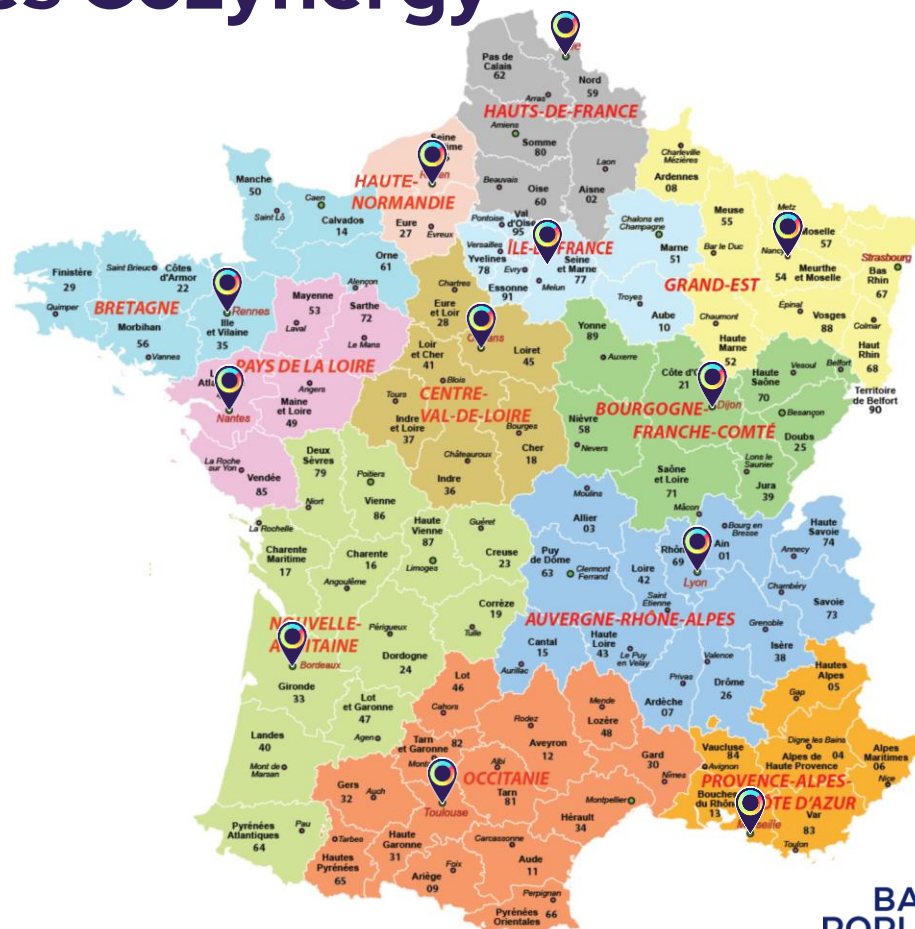 Cozynergy
Pas de
Calais
62
Nord
59
Arras
HAUTS-DE-FRANCE
Amiens
Somme
80
Laon
Beauvais
Oise
60
Aisne
02
Charleville
Mézières
Ardennes
08
HAUTE-
NORMANDIE
Eure
27
Evreux
Manche
50
Saint Lô
Caen
Calvados
14
Orne
61
Alençon
Pontoise
Val
d'Oise
95
Versailles
Yvelines
78
Evry
Essonne
91
Melun
Seine
et Marne
77
Chalons en
Champagne
Marne
51
Troyes
Aube
10
Meuse
55
Bar le Duc
Metz
Moselle
57
Nancy
54
Meurthe
et Moselle
Strasbourg
Bas
Rhin
67
GRAND-EST
Epinal
Vosges
88
Colmar
Haut
Rhin
68
Chaumont
Haute
Marne
52
Finistère
29
Quimper
Saint Brieuc
Côtes
d'Armor
22
BRETAGNE
Morbihan
56
Vannes
Rennes
Ille
et Vilaine
35
Mayenne
53
Laval
Sarthe
72
Le Mans
PAYS DE LA LOIRE
Nantes
Angers
Maine
et Loire
49
La Roche
sur Yon
Vendée
85
Chartres
Eure
et Loir
28
Loir
et Cher
41
Blois
Loiret
45
Tours
Indre
et Loire
37
CENTRE-
VAL-DE-LOIRE
Bourges
Cher
18
Châteauroux
Indre
36
Yonne
89
Auxerre
21
Dijon
Nièvre
58
Nevers
BOURGOGNE-
FRANCHE-COMTÉ
Haute
Saône
70
Vesoul
Belfort
Territoire
de Belfort
90
Besançon
Doubs
25
Lons le
Saunier
Jura
39
Saône
et Loire
71
Mâcon
Deux
Sèvres
79
Niort
Poitiers
Vienne
86
La Rochelle
Charente
Maritime
17
Charente
16
Angoulême
Haute
Vienne
87
Limoges
Guéret
Creuse
23
Corrèze
19
Tulle
Périgueux
Dordogne
24
Bordeaux
Gironde
33
Lot
et Garonne
47
Agen
Landes
40
Mont de
Marsan
Pyrénées
Atlantiques
64
Pau
Moulins
Allier
03
Puy
de Dôme
63
Clermont
Ferrand
Loire
42
Saint
Etienne
69
Lyon
Ain
01
Bourg en
Bresse
Haute
Savoie
74
Annecy
Chambéry
Savoie
73
AUVERGNE-RHÔNE-ALPES
Cantal
15
Aurillac
Haute
Loire
43
Le Puy
en Velay
Grenoble
Isère
38
Valence
Drôme
26
Privas
Ardèche
07
Lot
46
Cahors
Rodez
Aveyron
12
Mende
Lozère
48
Gard
30
Nîmes
Tarn
et Garonne
82
Albi
Tarn
81
OCCITANIE
Toulouse
Gers
32
Auch
Tarbes
Hautes
Pyrénées
65
Haute
Garonne
31
Foix
Ariège
09
Carcassonne
Aude
11
Perpignan
Pyrénées
Orientales
66
Montpellier
Hérault
34
Hautes
Alpes
05
Gap
Digne les Bains
Alpes de
Haute Provence
04
Alpes
Maritimes
06
Nice
Vaucluse
84
Avignon
PROVENCE-ALPES-
13
Var
83
Toulon